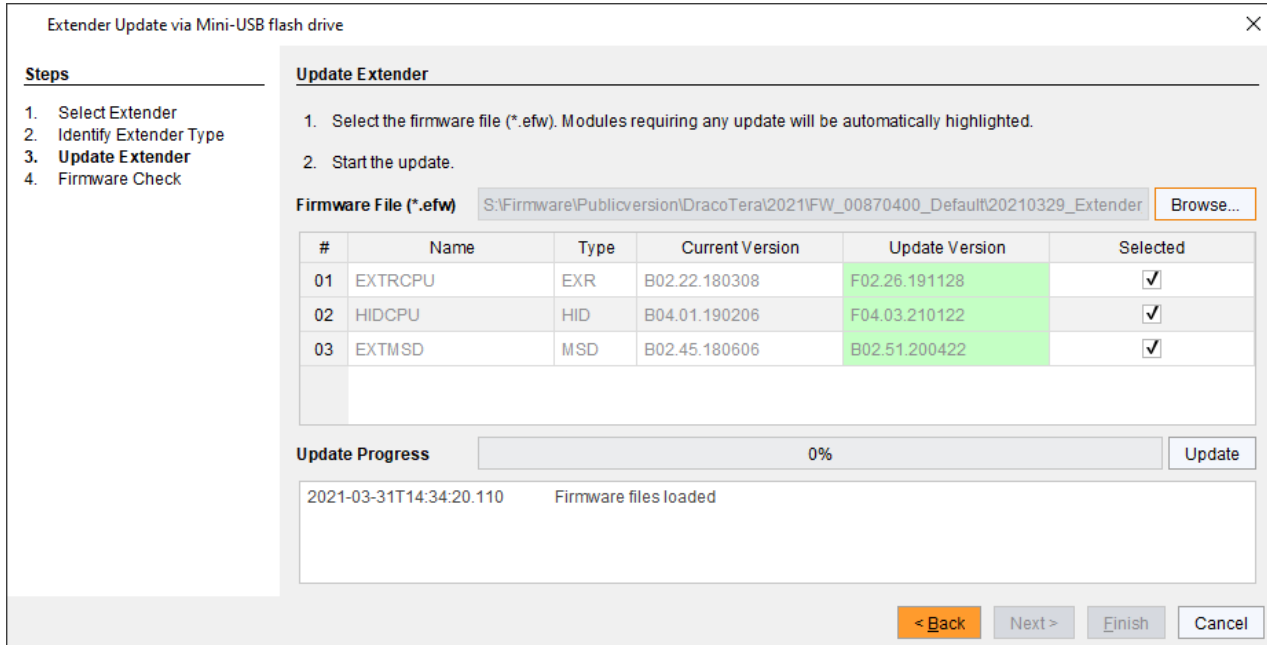 Extender Update via Mini-USB flash drive
Steps
1. Select Extender
2. Identify Extender Type
3. Update Extender
4. Firmware Check
Update Extender
1. Select the firmware file (*.efw). Modules requiring any update will be automatically highlighted.
2. Start the update.
Firmware File (*.efw) S:\Firmware\Publicversion\DracoTera\2021\FW_00870400_Default\20210329_Extender Browse...
# Name Type Current Version Update Version Selected
01 EXTRCPU EXR B02.22.180308 F02.26.191128
02 HIDCPU HID B04.01.190206 F04.03.210122
03 EXTMSD MSD B02.45.180606 B02.51.200422
Update Progress 0% Update
2021-03-31T14:34:20.110 Firmware files loaded
< Back Next > Finish Cancel